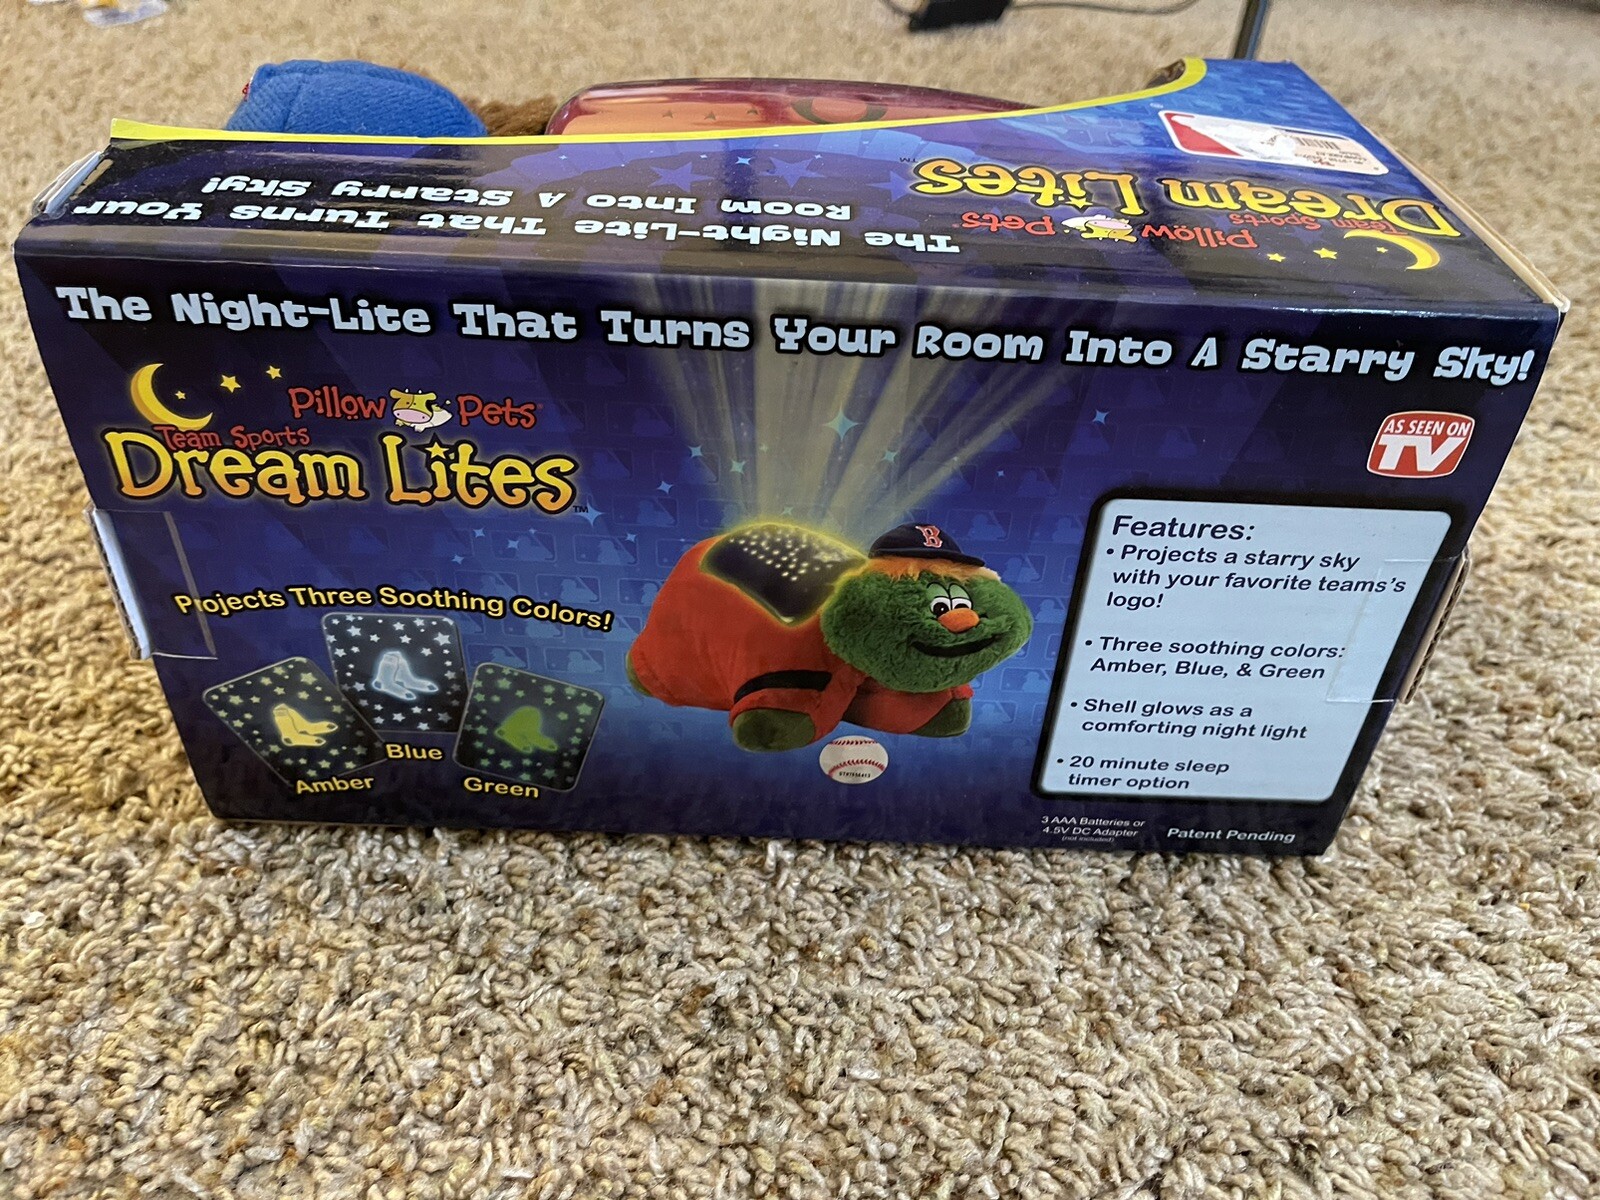 Dream Lites™
Team Sports
Pillow Pets
The Night-Lite That Turns Your
Room Into A Starry Sky!
The Night-Lite That Turns Your Room Into A Starry Sky!
Pillow Pets
Team Sports
Dream Lites™
AS SEEN ON
TV
Projects Three Soothing Colors!
Amber
Blue
Green
B
Features:
• Projects a starry sky
with your favorite teams's
logo!
• Three soothing colors:
Amber, Blue, & Green
• Shell glows as a
comforting night light
• 20 minute sleep
timer option
3 AAA Batteries or
4.5V DC Adapter
(not included)
Patent Pending